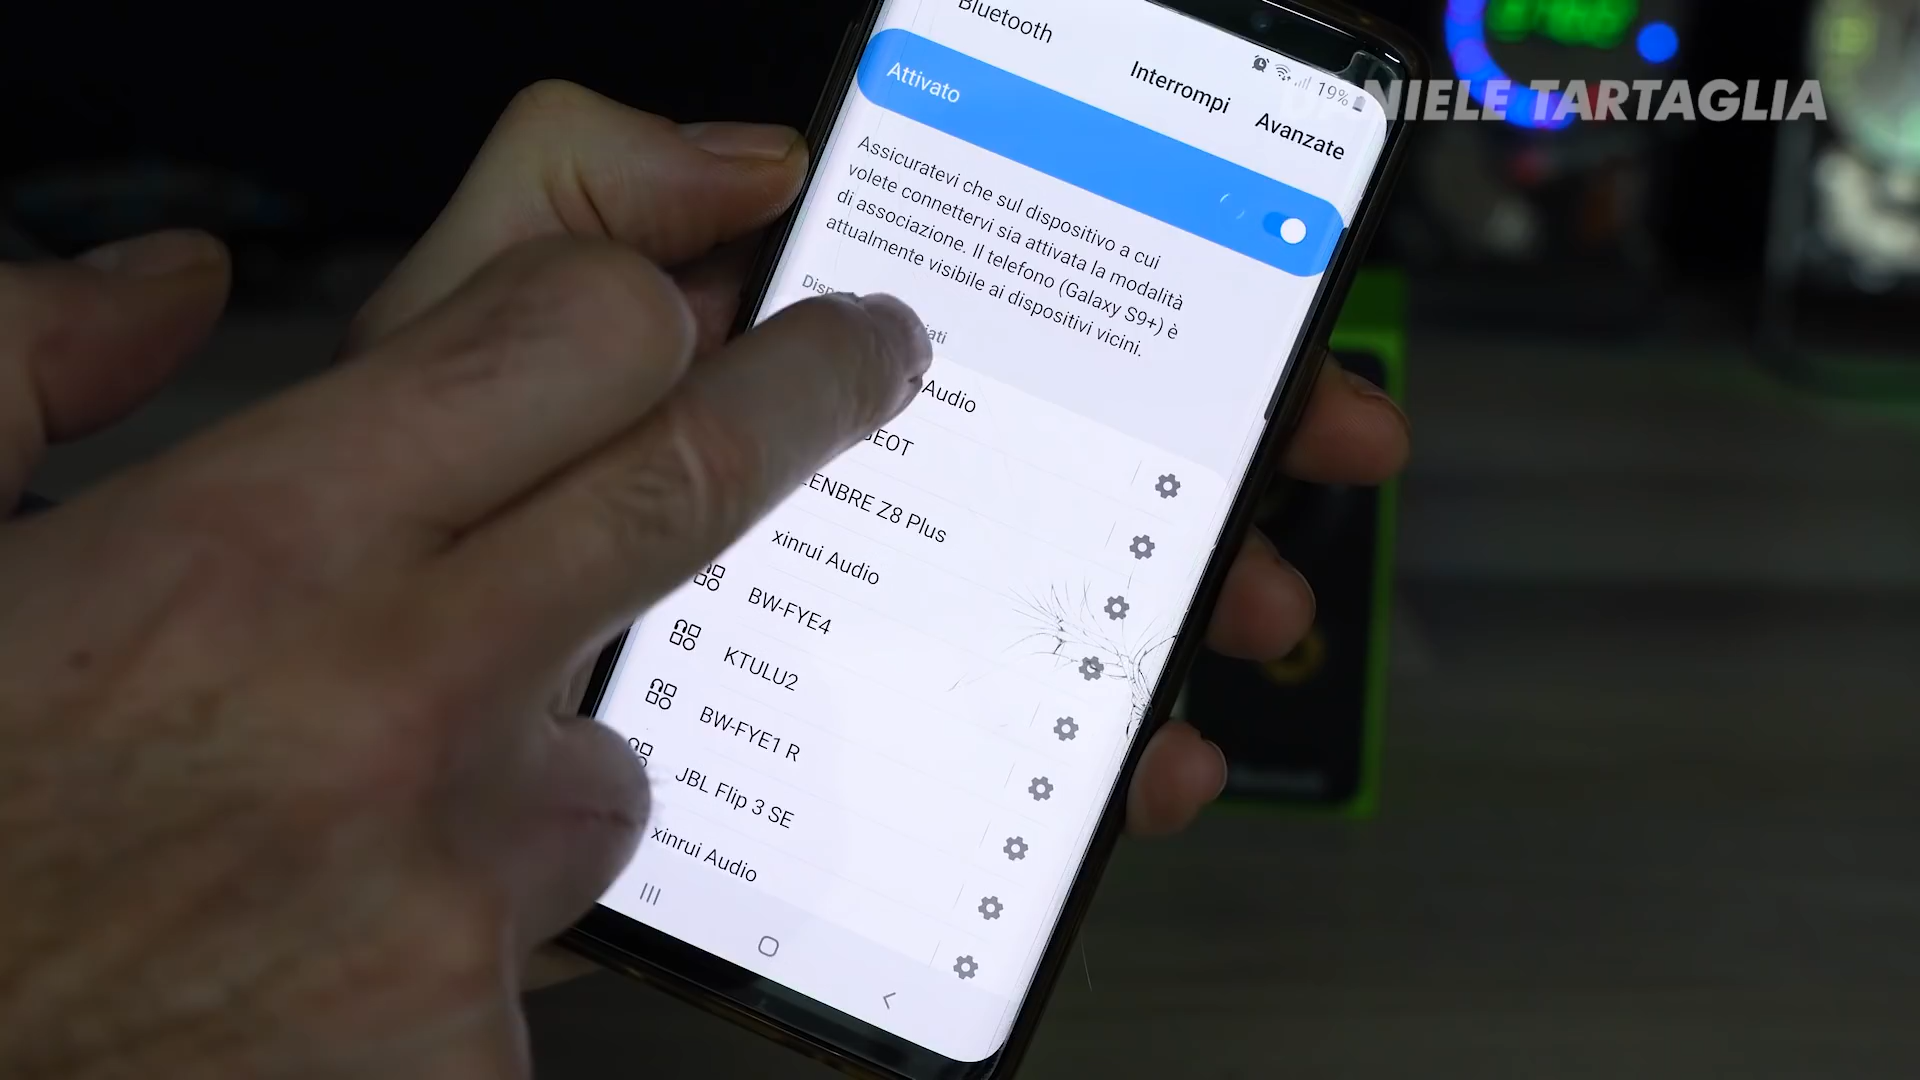 Bluetooth
Interrompi
Avanzate
19%
DANIELE TARTAGLIA
Attivato
Assicuratevi che sul dispositivo a cui
volete connettervi sia attivata la modalità
di associazione. Il telefono (Galaxy S9+) è
attualmente visibile ai dispositivi vicini.
Audio
GEOT
ENBRE Z8 Plus
xinrui Audio
BW-FYE4
KTULU2
BW-FYE1 R
JBL Flip 3 SE
xinrui Audio